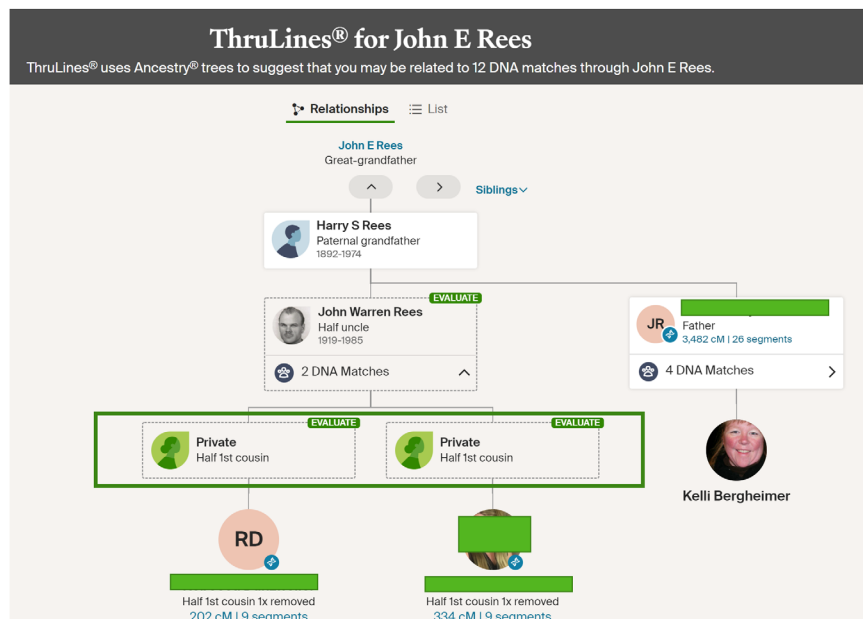 ThruLines® for John E Rees
ThruLines® uses Ancestry® trees to suggest that you may be related to 12 DNA matches through John E Rees.
Relationships
List
John E Rees
Great-grandfather
Siblings
Harry S Rees
Paternal grandfather
1892-1974
EVALUATE
John Warren Rees
Half uncle
1919-1985
2 DNA Matches
JR
Father
3,482 cM | 26 segments
4 DNA Matches
EVALUATE
Private
Half 1st cousin
EVALUATE
Private
Half 1st cousin
Kelli Bergheimer
RD
Half 1st cousin 1x removed
202 cM | 9 segments
Half 1st cousin 1x removed
334 cM | 9 segments